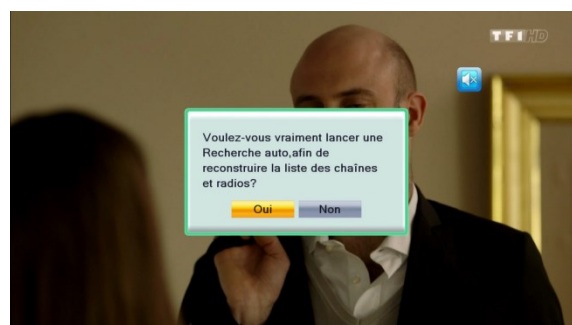 TF1 HD
Voulez-vous vraiment lancer une
Recherche auto,afin de
reconstruire la liste des chaînes
et radios?
Oui Non